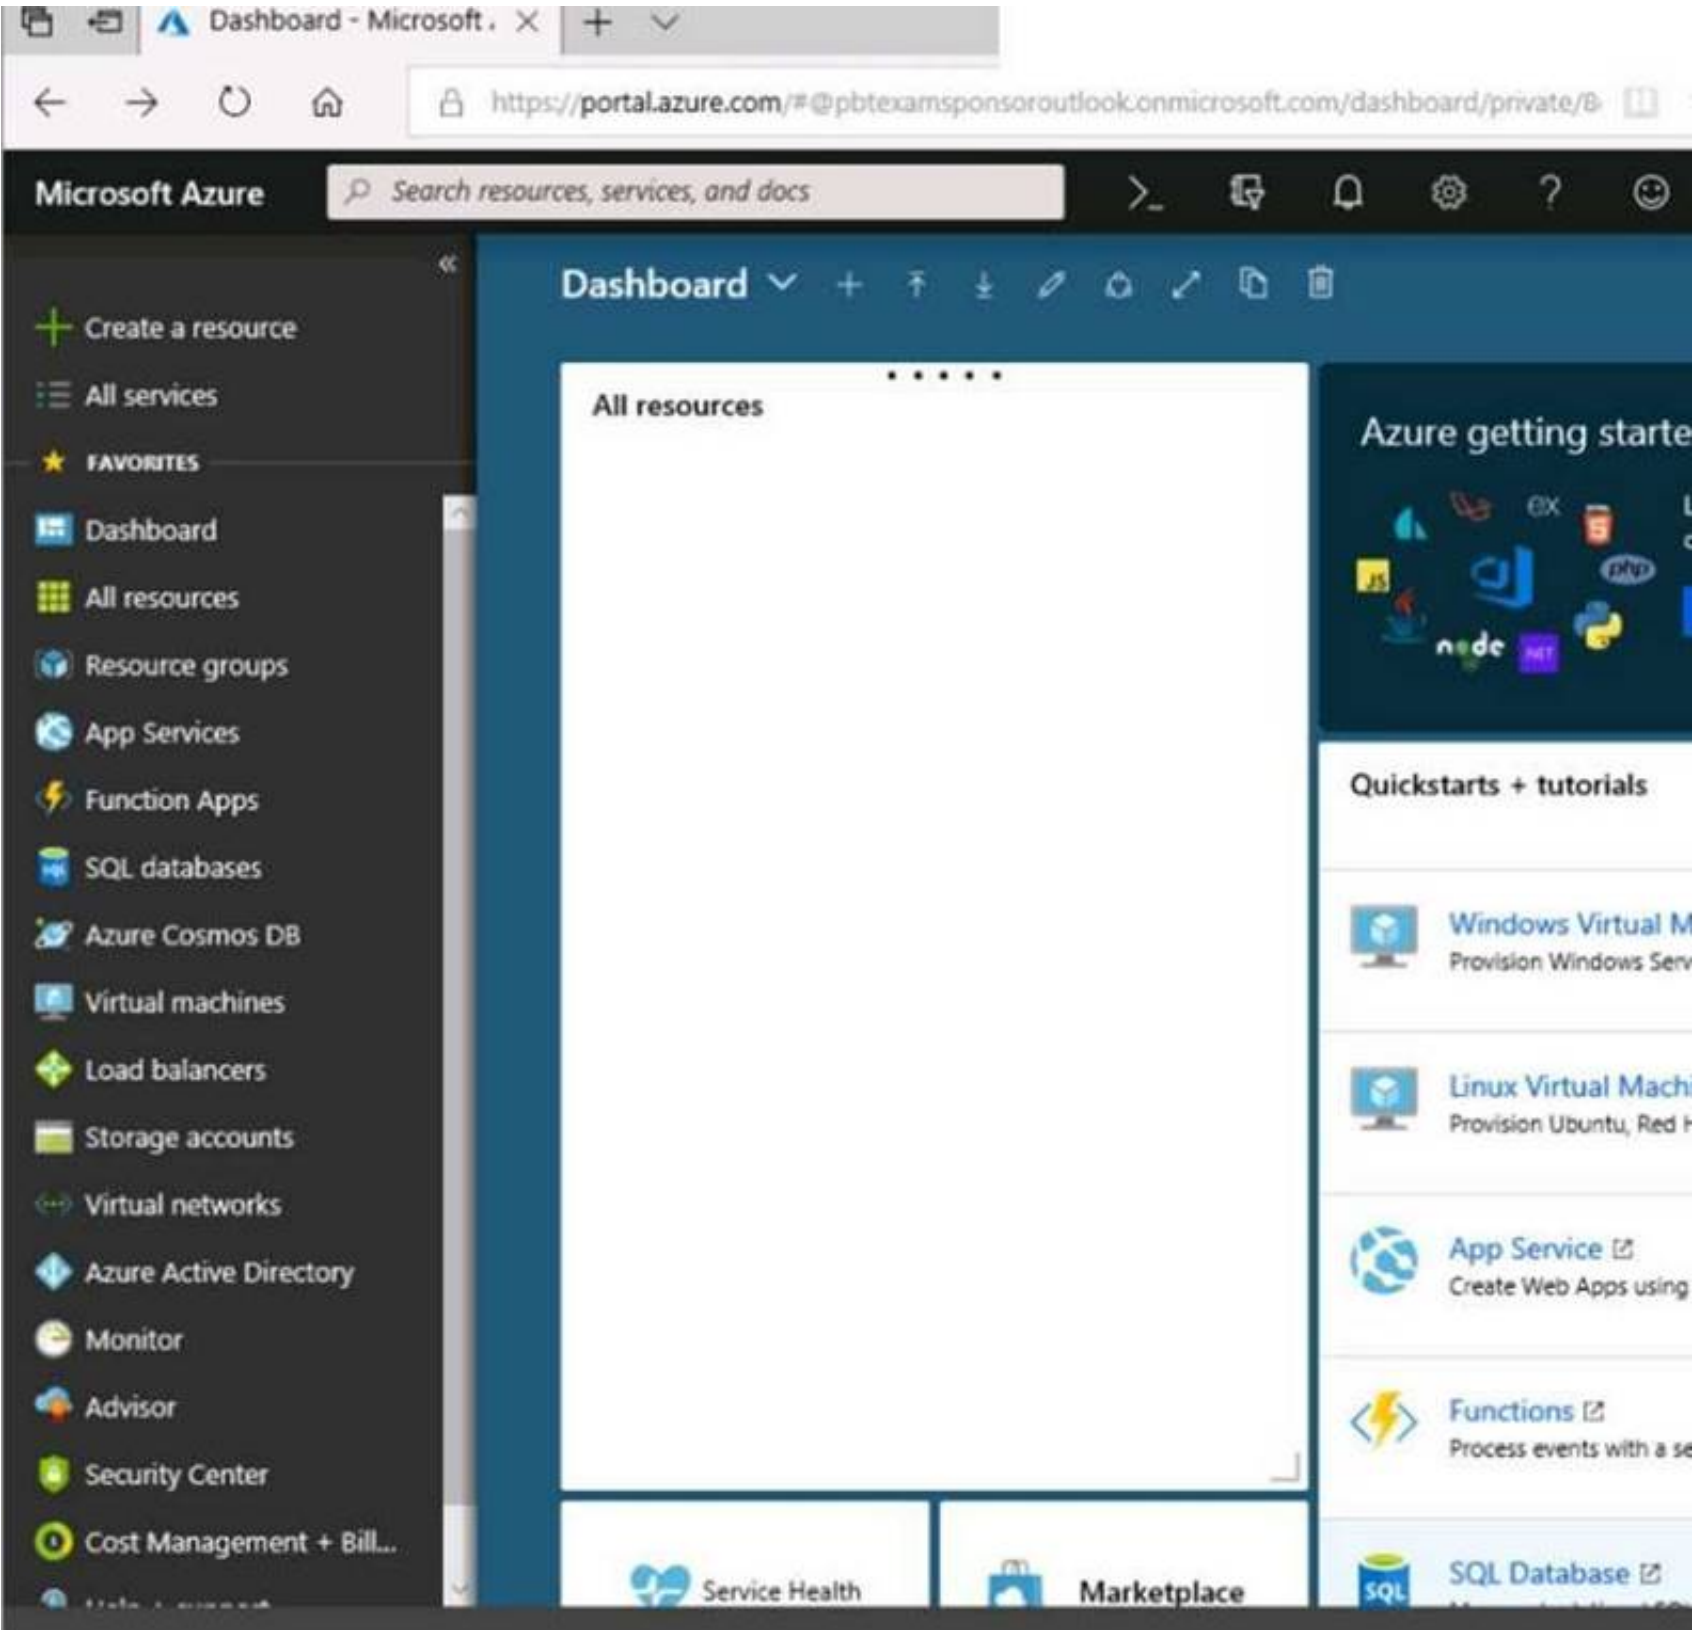 Dashboard - Microsoft
https://portal.azure.com/#@pbtexamsponsoroutlook.onmicrosoft.com/dashboard/private/8
Microsoft Azure
Search resources, services, and docs
Create a resource
All services
FAVORITES
Dashboard
All resources
Resource groups
App Services
Function Apps
SQL databases
Azure Cosmos DB
Virtual machines
Load balancers
Storage accounts
Virtual networks
Azure Active Directory
Monitor
Advisor
Security Center
Cost Management + Bill...
Dashboard
All resources
Service Health
Marketplace
Azure getting starte
ex
JS
php
node
.NET
Quickstarts + tutorials
Windows Virtual M
Provision Windows Serv
Linux Virtual Machi
Provision Ubuntu, Red H
App Service
Create Web Apps using
Functions
Process events with a se
SQL
SQL Database